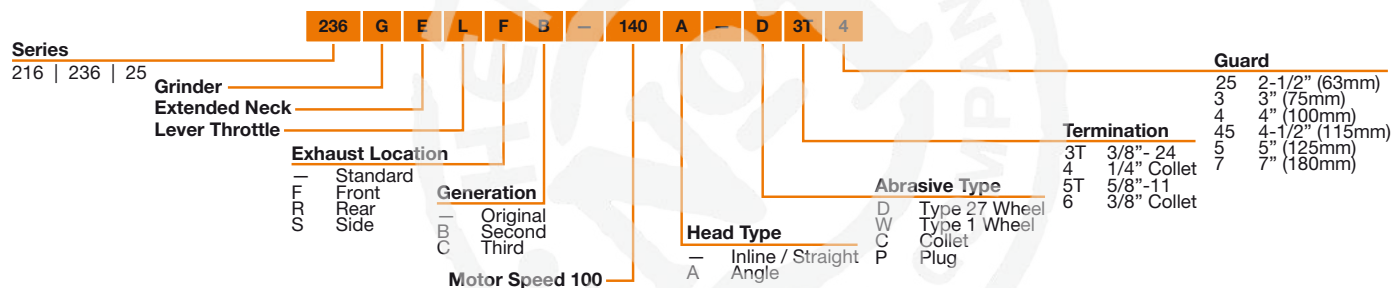 236 G E L F B — 140 A — D 3T 4
Series
216 | 236 | 25
Grinder
Extended Neck
Lever Throttle
Exhaust Location
— Standard
F Front
R Rear
S Side
Generation
— Original
B Second
C Third
Motor Speed 100
Head Type
— Inline / Straight
A Angle
Abrasive Type
D Type 27 Wheel
W Type 1 Wheel
C Collet
P Plug
Termination
3T 3/8”- 24
4 1/4” Collet
5T 5/8”-11
6 3/8” Collet
Guard
25 2-1/2” (63mm)
3 3” (75mm)
4 4” (100mm)
45 4-1/2” (115mm)
5 5” (125mm)
7 7” (180mm)